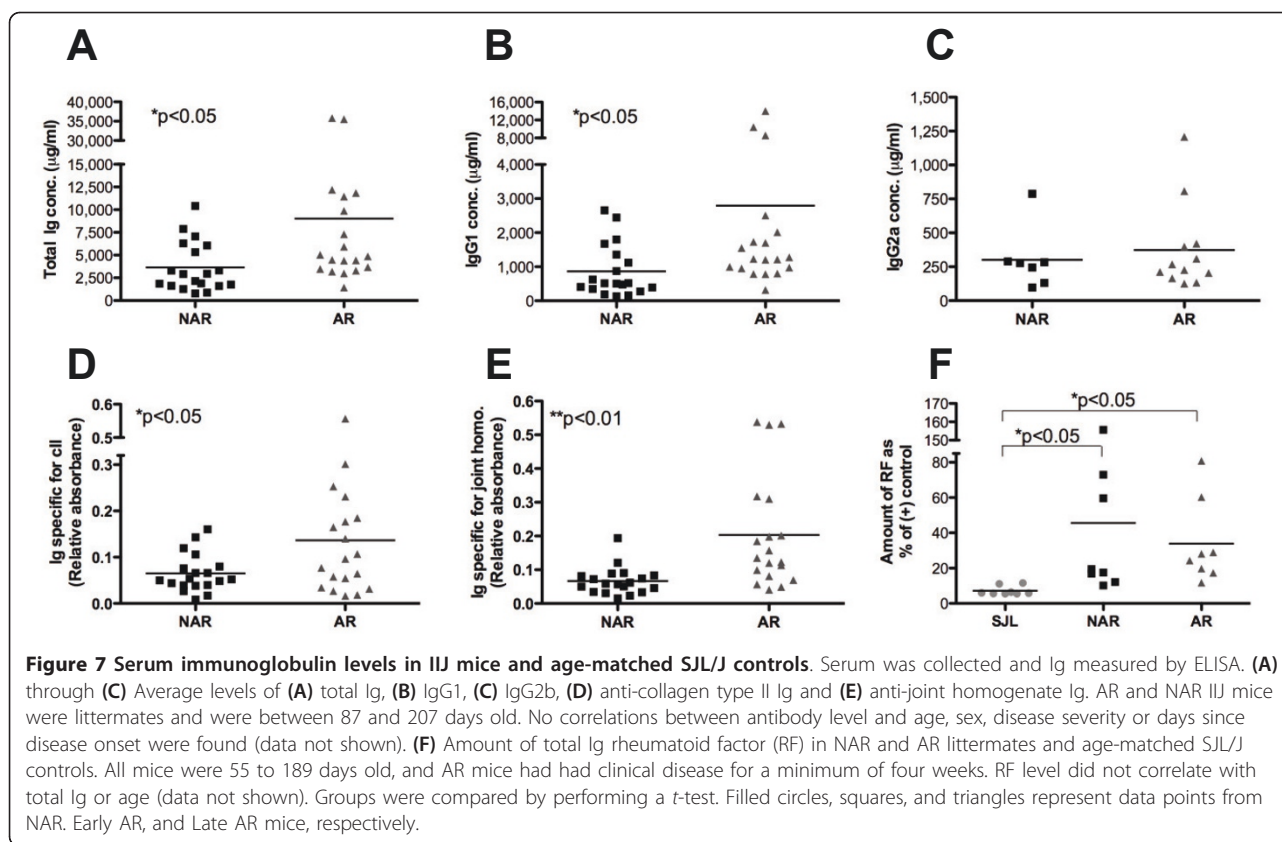 A
B
C
*p<0.05
*p<0.05
Total Ig conc. (µg/ml)
40,000
35,000
30,000
15,000
12,500
10,000
7,500
5,000
2,500
0
NAR
AR
IgG1 conc. (µg/ml)
16,000
12,000
8,000
4,000
3,000
2,000
1,000
0
NAR
AR
IgG2a conc. (µg/ml)
1,500
1,250
1,000
750
500
250
0
NAR
AR
D
E
F
*p<0.05
**p<0.01
*p<0.05
*p<0.05
Ig specific for cII
(Relative absorbance)
0.6
0.5
0.3
0.2
0.1
0.0
NAR
AR
Ig specific for joint homo.
(Relative absorbance)
0.6
0.5
0.4
0.3
0.2
0.1
0.0
NAR
AR
Amount of RF as
% of (+) control
170
160
150
80
60
40
20
0
SJL
NAR
AR
Figure 7 Serum immunoglobulin levels in IIJ mice and age-matched SJL/J controls. Serum was collected and Ig measured by ELISA. (A)
through (C) Average levels of (A) total Ig, (B) IgG1, (C) IgG2b, (D) anti-collagen type II Ig and (E) anti-joint homogenate Ig. AR and NAR IIJ mice
were littermates and were between 87 and 207 days old. No correlations between antibody level and age, sex, disease severity or days since
disease onset were found (data not shown). (F) Amount of total Ig rheumatoid factor (RF) in NAR and AR littermates and age-matched SJL/J
controls. All mice were 55 to 189 days old, and AR mice had had clinical disease for a minimum of four weeks. RF level did not correlate with
total Ig or age (data not shown). Groups were compared by performing a t-test. Filled circles, squares, and triangles represent data points from
NAR. Early AR, and Late AR mice, respectively.